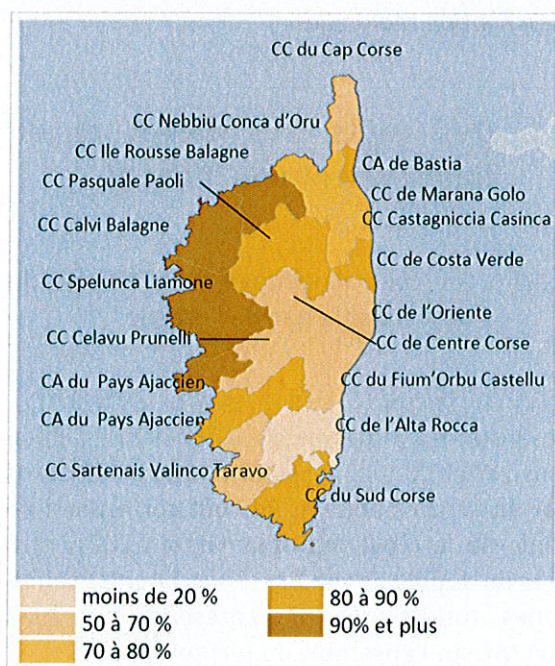 CC du Cap Corse
CC Nebbiu Conca d'Oru
CC Ile Rousse Balagne
CA de Bastia
CC Pasquale Paoli
CC de Marana Golo
CC Castagniccia Casinca
CC Calvi Balagne
CC de Costa Verde
CC Spelunca Liamone
CC de l'Oriente
CC Celavu Prunelli
CC de Centre Corse
CA du Pays Ajaccien
CC du Fium'Orbu Castellu
CA du Pays Ajaccien
CC de l'Alta Rocca
CC Sartenais Valinco Taravo
CC du Sud Corse
moins de 20 %
80 à 90 %
50 à 70 %
90% et plus
70 à 80 %